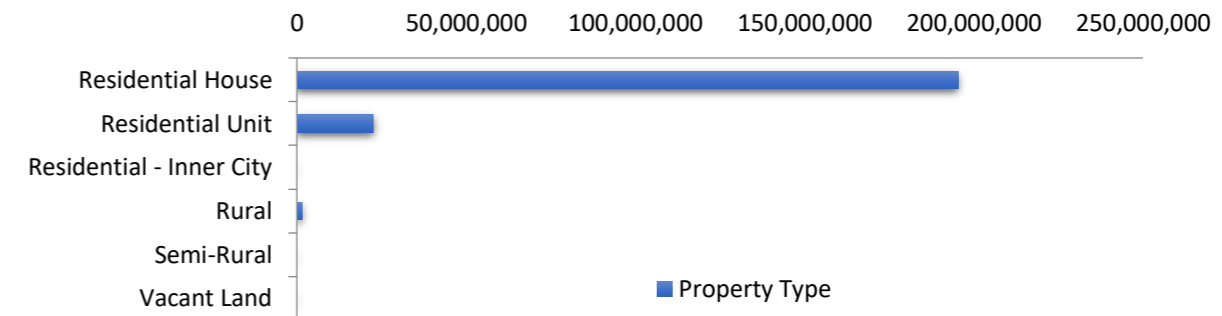 0 50,000,000 100,000,000 150,000,000 200,000,000 250,000,000
Residential House
Residential Unit
Residential - Inner City
Rural
Semi-Rural
Property Type
Vacant Land